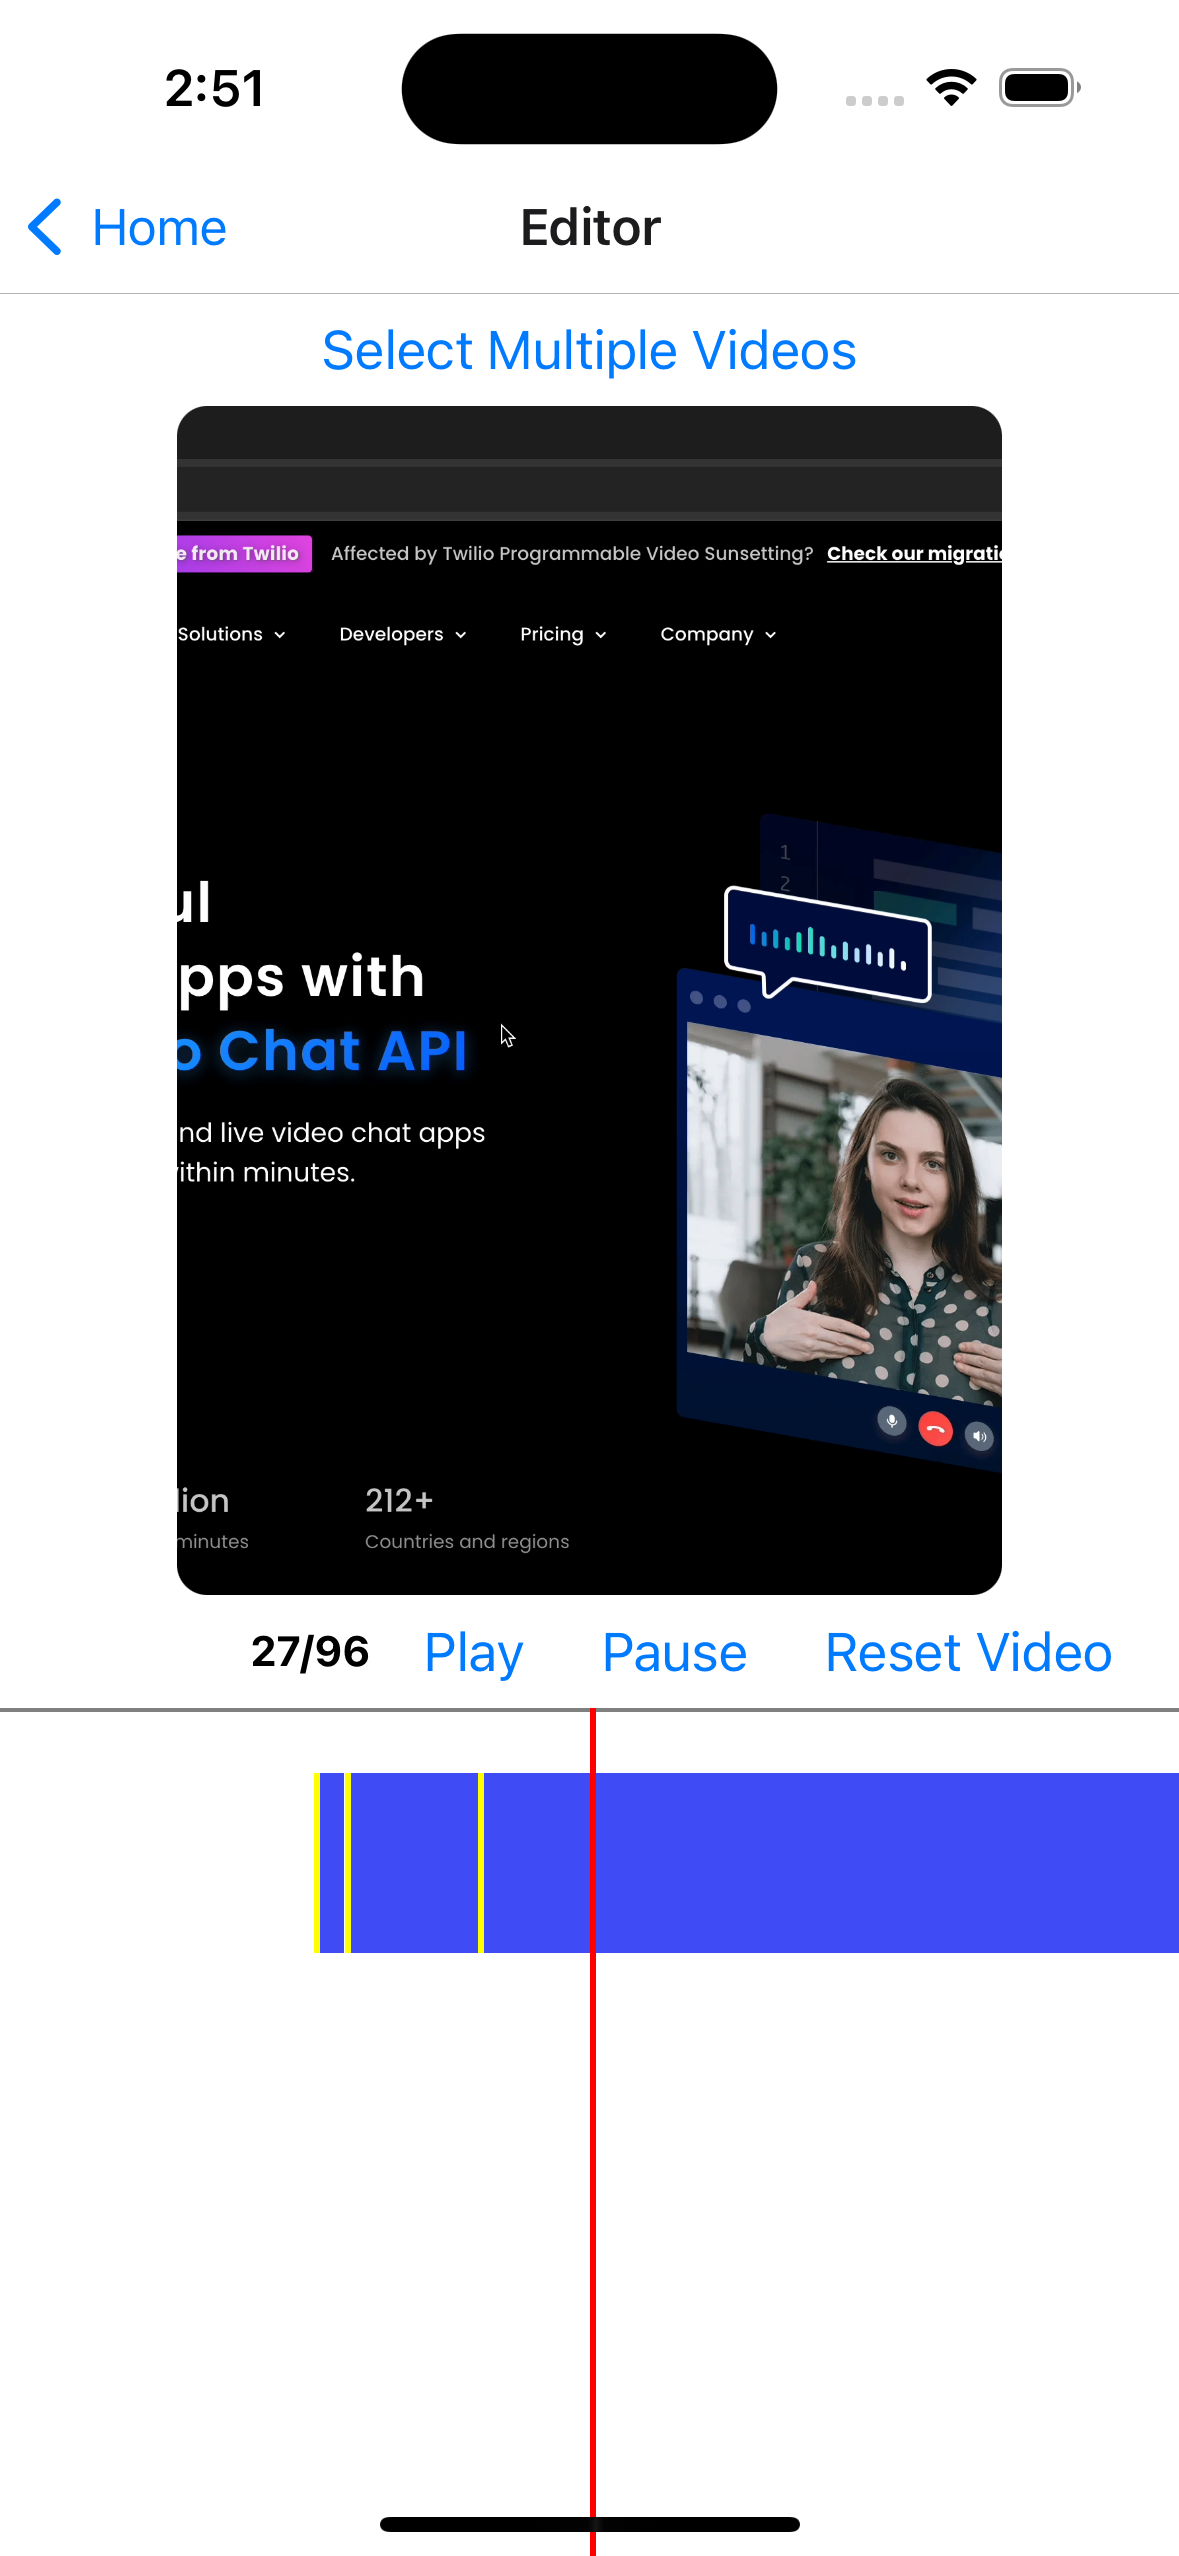 2:51
Home
Editor
Select Multiple Videos
e from Twilio Affected by Twilio Programmable Video Sunsetting? Check our migratio
Solutions Developers Pricing Company
1
2
ul
pps with
o Chat API
nd live video chat apps
ithin minutes.
lion 212+
minutes Countries and regions
27/96 Play Pause Reset Video